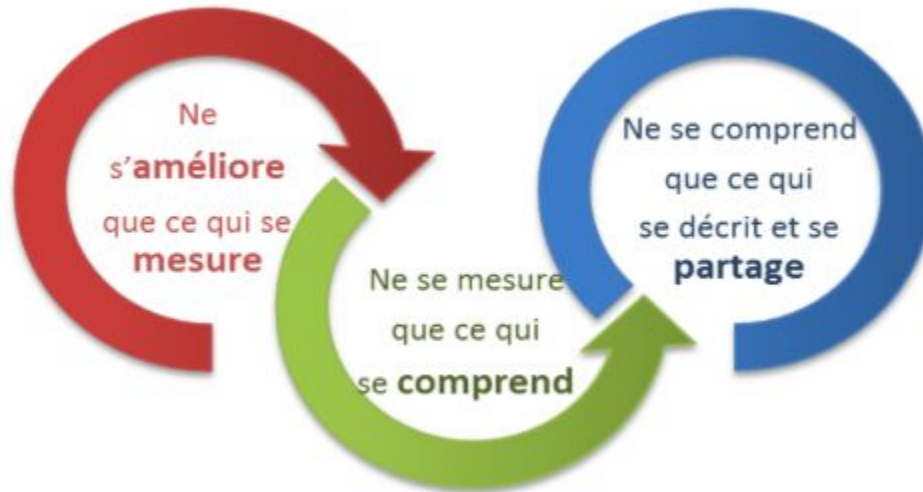 Ne
s'améliore
que ce qui se
mesure
Ne se mesure
que ce qui
se comprend
Ne se comprend
que ce qui
se décrit et se
partage